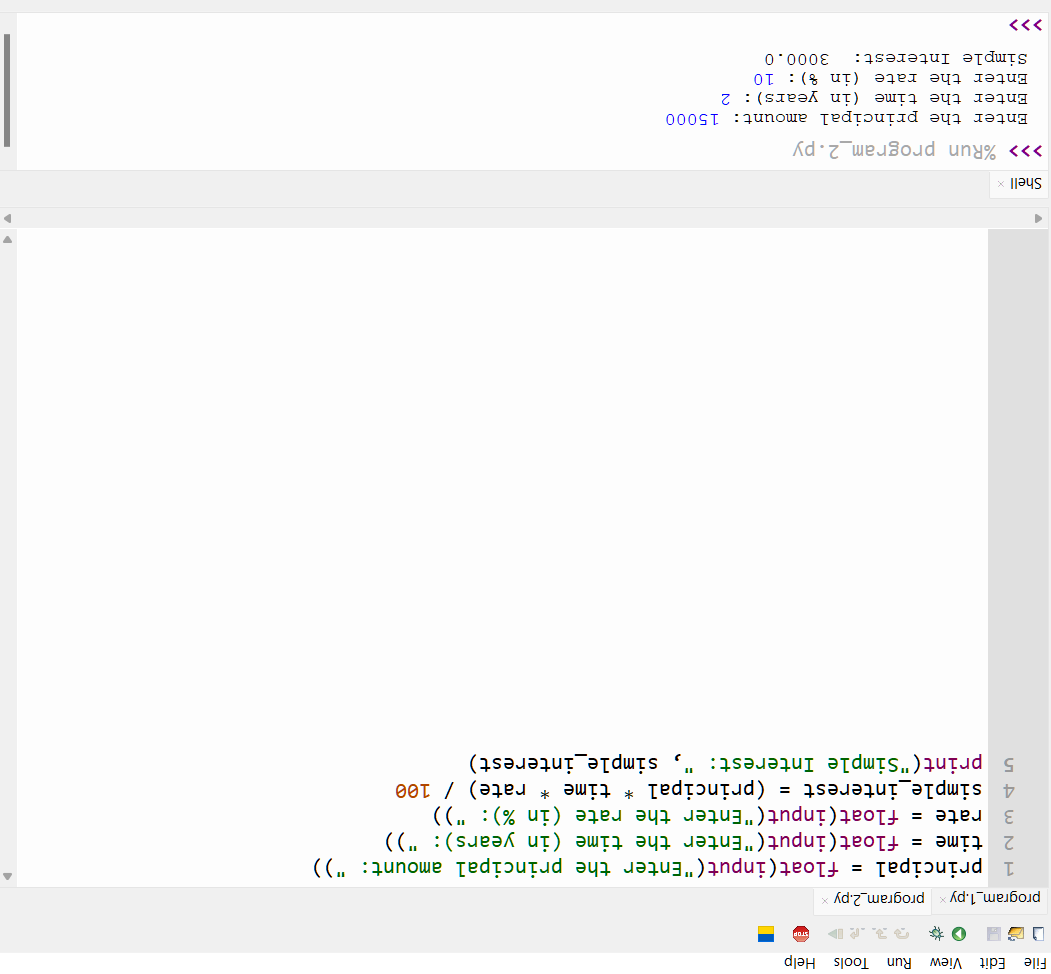 File Edit View Run Tools Help
STOP
program_1.py × program_2.py ×
1 principal = float(input("Enter the principal amount: "))
2 time = float(input("Enter the time (in years): "))
3 rate = float(input("Enter the rate (in %): "))
4 simple_interest = (principal * time * rate) / 100
5 print("Simple Interest: ", simple_interest)
Shell ×
>>> %Run program_2.py
Enter the principal amount: 15000
Enter the time (in years): 2
Enter the rate (in %): 10
Simple Interest:  3000.0
>>>